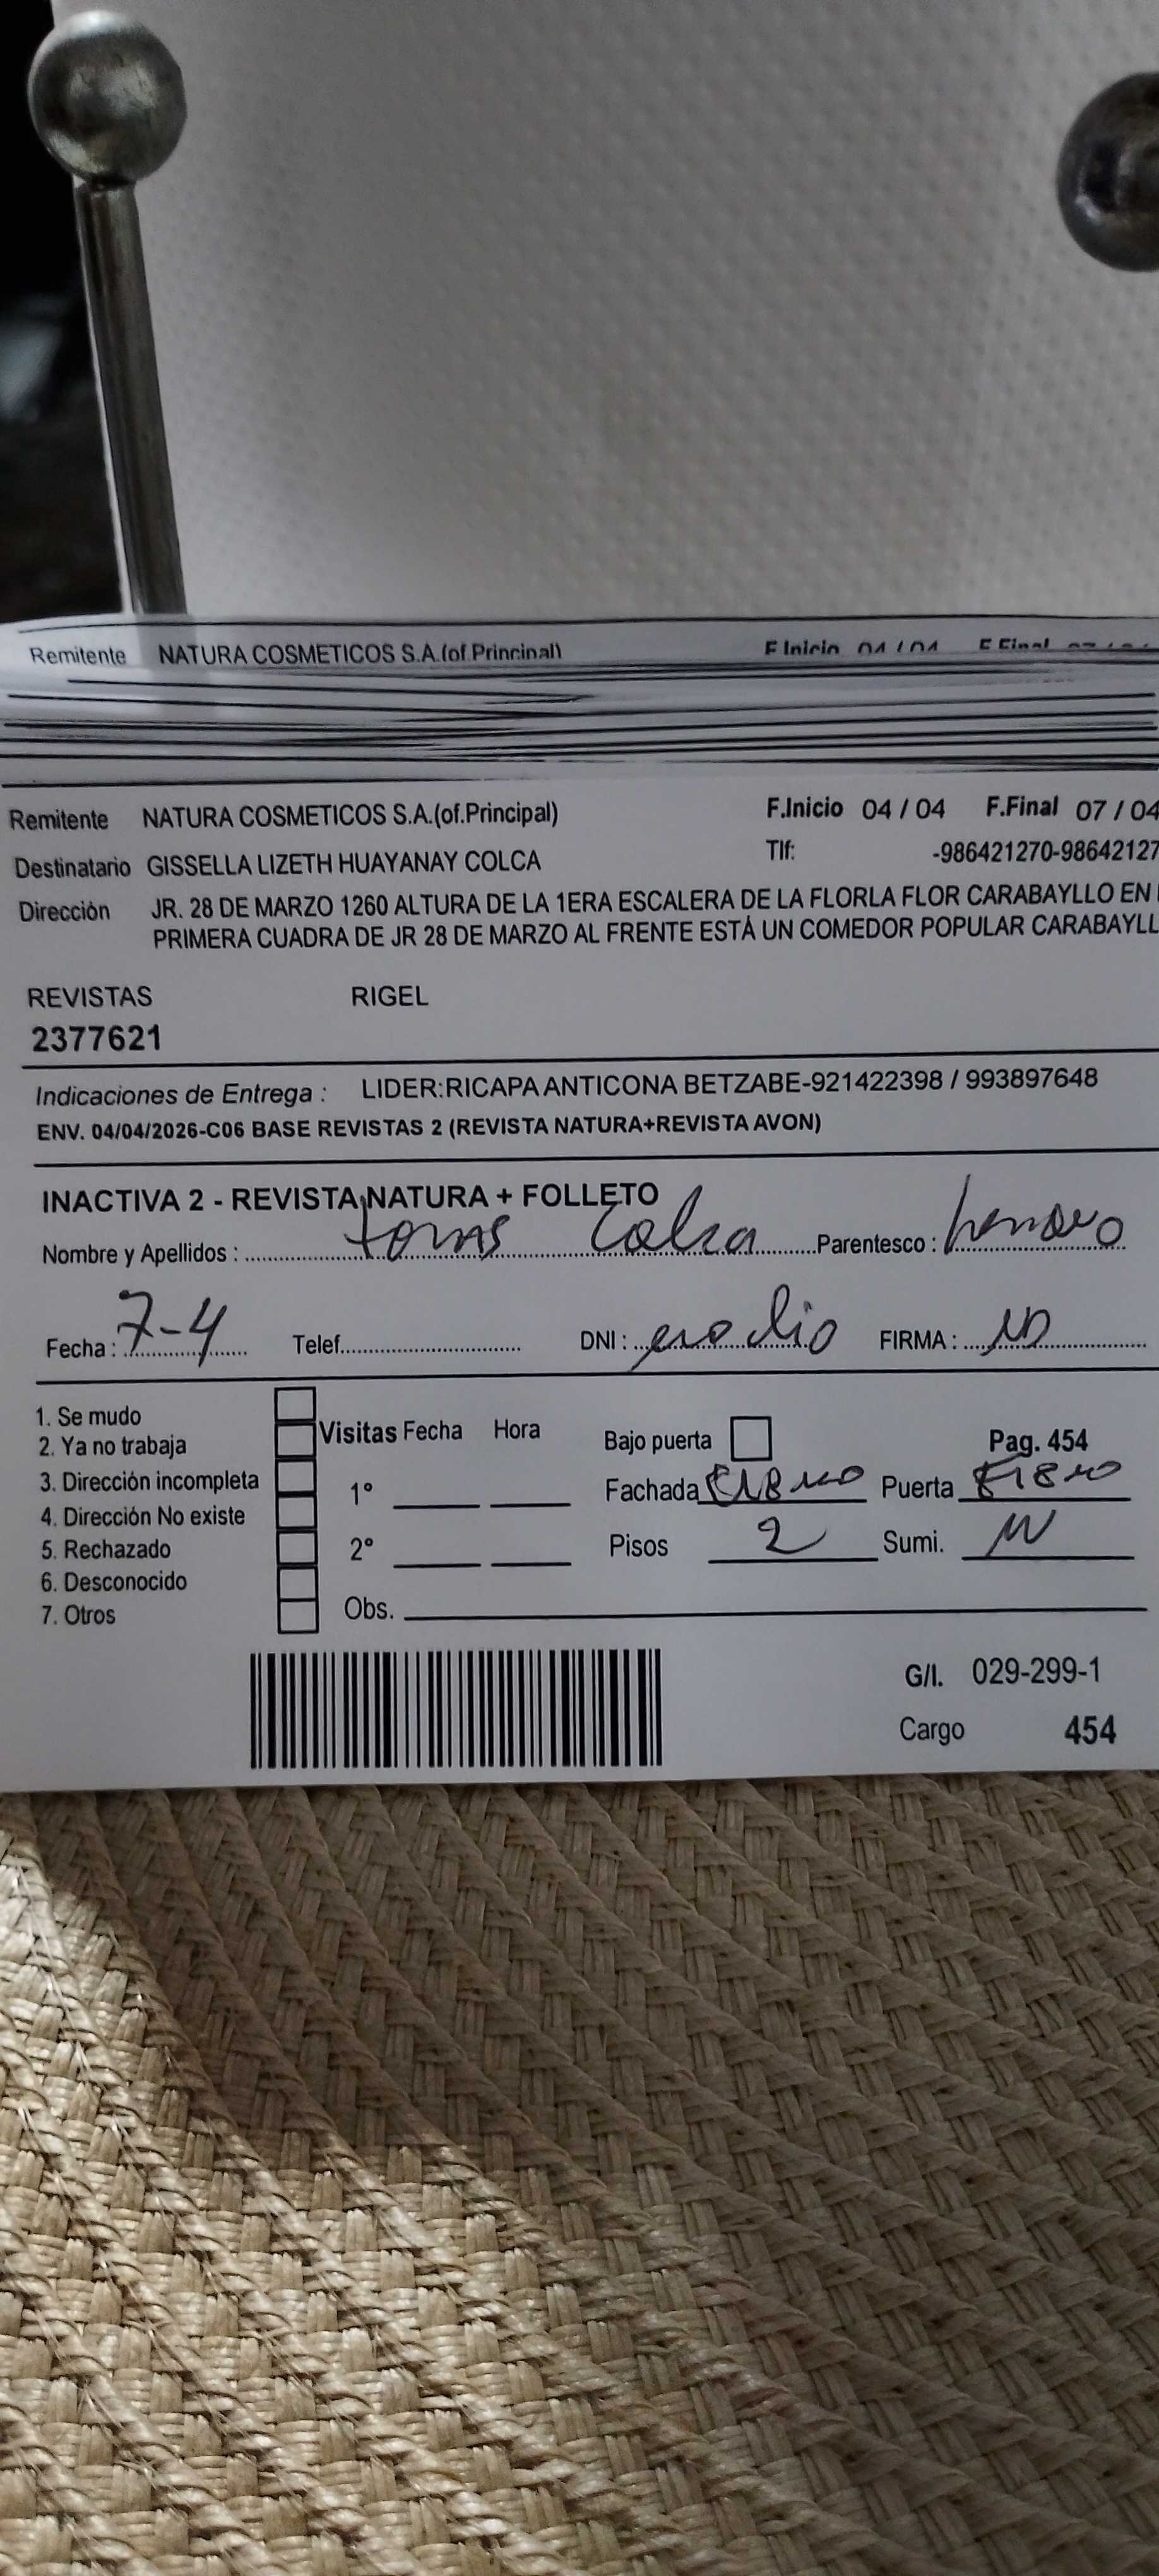 Remitente NATURA COSMETICOS S.A.(of.Principal) F.Inicio 04 / 04 F.Final
Remitente NATURA COSMETICOS S.A.(of.Principal) F.Inicio 04 / 04 F.Final 07 / 04
Destinatario GISSELLA LIZETH HUAYANAY COLCA Tlf: -986421270-98642127
Dirección JR. 28 DE MARZO 1260 ALTURA DE LA 1ERA ESCALERA DE LA FLORLA FLOR CARABAYLLO EN
PRIMERA CUADRA DE JR 28 DE MARZO AL FRENTE ESTÁ UN COMEDOR POPULAR CARABAYLL
REVISTAS RIGEL
2377621
Indicaciones de Entrega : LIDER:RICAPA ANTICONA BETZABE-921422398 / 993897648
ENV. 04/04/2026-C06 BASE REVISTAS 2 (REVISTA NATURA+REVISTA AVON)
INACTIVA 2 - REVISTA NATURA + FOLLETO
Nombre y Apellidos : tomas Colca Parentesco :
Fecha : 7-4 Telef. DNI : FIRMA :
1. Se mudo
2. Ya no trabaja
3. Dirección incompleta
4. Dirección No existe
5. Rechazado
6. Desconocido
7. Otros
Visitas Fecha Hora
1°
2°
Obs.
Bajo puerta Pag. 454
Fachada Puerta
Pisos 2 Sumi.
G/I. 029-299-1
Cargo 454